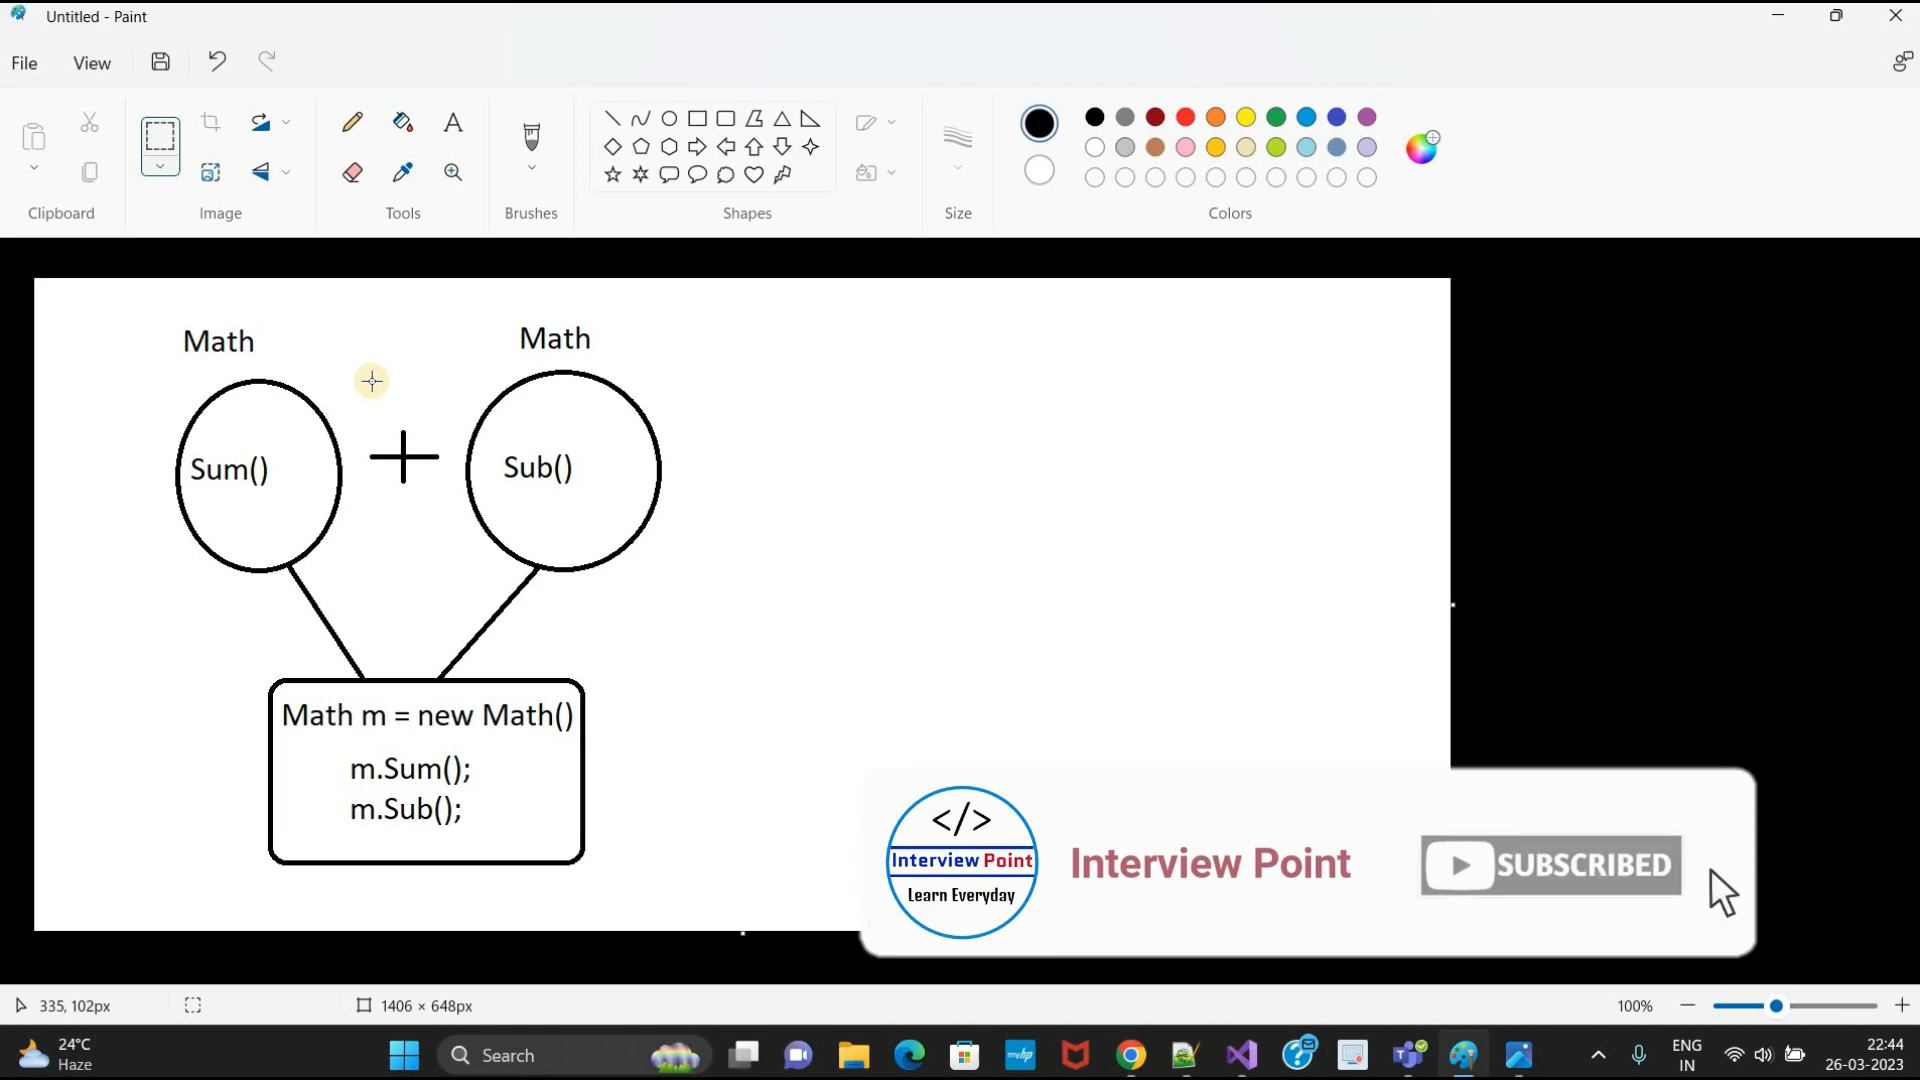 Untitled - Paint
File View
Clipboard Image Tools Brushes Shapes Size Colors
Math Math
Sum() Sub()
Math m = new Math()
m.Sum();
m.Sub();
</>
Interview Point
Learn Everyday
Interview Point
SUBSCRIBED
335, 102px 1406 × 648px 100%
24°C
Haze
Search
myhp
ENG
IN
22:44
26-03-2023